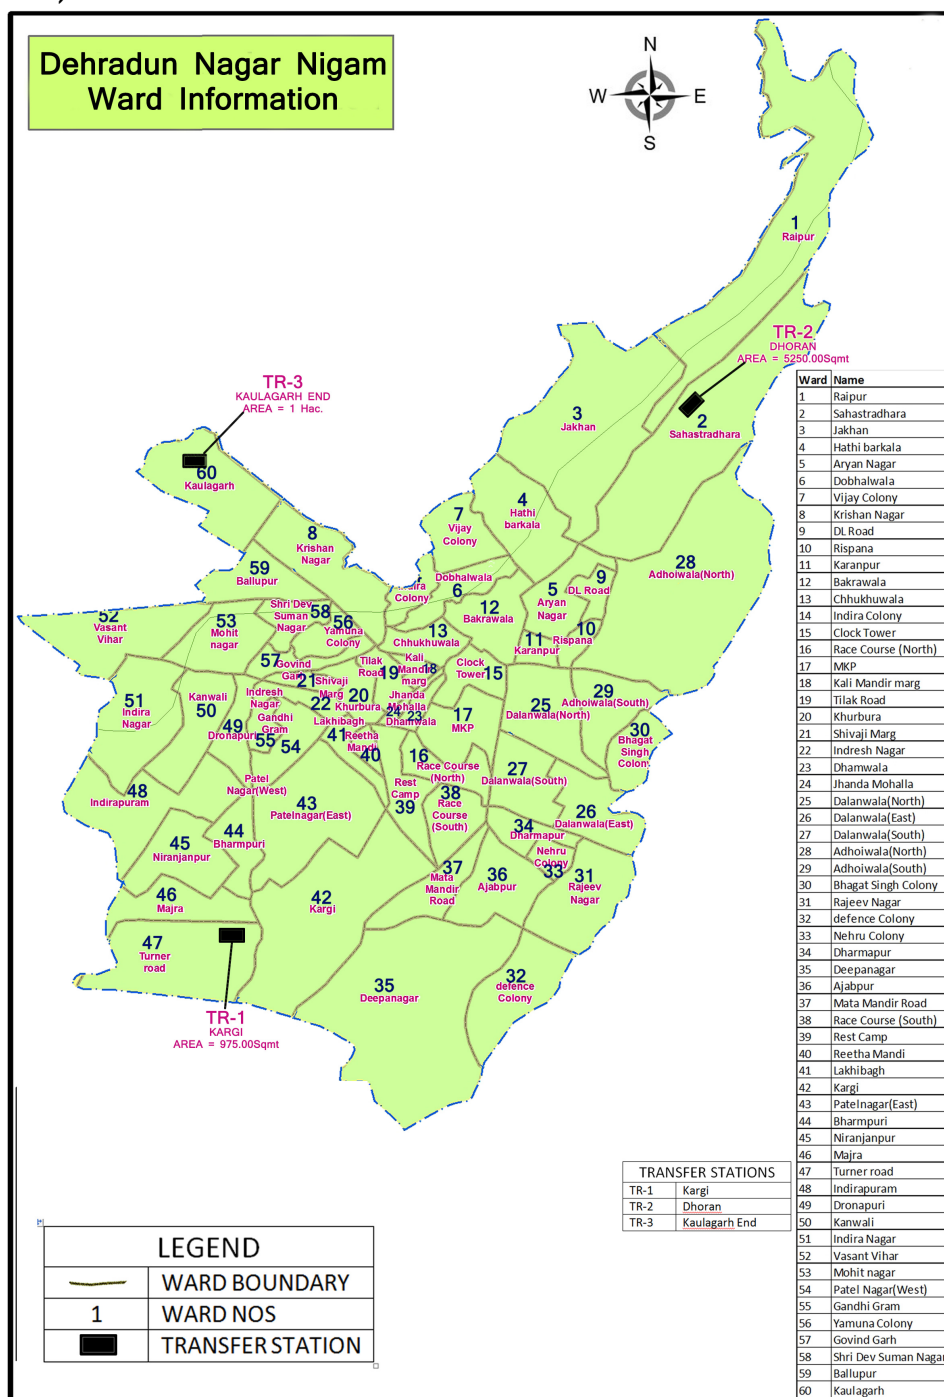 Dehradun Nagar Nigam
Ward Information
N
W E
S
1
Raipur
TR-2
DHORAN
AREA = 5250.00Sqmt
TR-3
KAULAGARH END
AREA = 1 Hac.
3
Jakhan
2
Sahastradhara
60
Kaulagarh
4
Hathi
barkala
7
Vijay
Colony
8
Krishan
Nagar
28
Adhoiwala(North)
59
Ballupur
Colony
Dobhalwala
6
5
Aryan
Nagar
9
DL Road
12
Bakrawala
52
Vasant
Vihar
53
Mohit
nagar
Shri Dev
Suman
Nagar
58
56
Yamuna
Colony
13
Chhukhuwala
11
Karanpur
10
Rispana
57
Govind
Garh
Tilak
Road
19
Kali
Mandir
marg
18
Clock
Tower
15
21
Shivaji
Marg
51
Indira
Nagar
Kanwali
50
Indresh
Nagar
22
20
Khurbura
Jhanda
Mohalla
24
23
Dhamwala
17
MKP
25
Dalanwala(North)
29
Adhoiwala(South)
30
Bhagat
Singh
Colony
49
Dronapuri
Gandhi
Gram
55
54
Lakhibagh
41
Reetha
Mandi
40
16
Race Course
(North)
27
Dalanwala(South)
48
Indirapuram
Patel
Nagar(West)
43
Patelnagar(East)
Rest
Camp
39
38
Race
Course
(South)
26
Dalanwala(East)
34
Dharmapur
45
Niranjanpur
44
Bharmpuri
Nehru
Colony
33
31
Rajeev
Nagar
37
Mata
Mandir
Road
36
Ajabpur
46
Majra
42
Kargi
47
Turner
road
35
Deepanagar
32
defence
Colony
TR-1
KARGI
AREA = 975.00Sqmt
Ward Name
1 Raipur
2 Sahastradhara
3 Jakhan
4 Hathi barkala
5 Aryan Nagar
6 Dobhalwala
7 Vijay Colony
8 Krishan Nagar
9 DL Road
10 Rispana
11 Karanpur
12 Bakrawala
13 Chhukhuwala
14 Indira Colony
15 Clock Tower
16 Race Course (North)
17 MKP
18 Kali Mandir marg
19 Tilak Road
20 Khurbura
21 Shivaji Marg
22 Indresh Nagar
23 Dhamwala
24 Jhanda Mohalla
25 Dalanwala(North)
26 Dalanwala(East)
27 Dalanwala(South)
28 Adhoiwala(North)
29 Adhoiwala(South)
30 Bhagat Singh Colony
31 Rajeev Nagar
32 defence Colony
33 Nehru Colony
34 Dharmapur
35 Deepanagar
36 Ajabpur
37 Mata Mandir Road
38 Race Course (South)
39 Rest Camp
40 Reetha Mandi
41 Lakhibagh
42 Kargi
43 Patelnagar(East)
44 Bharmpuri
45 Niranjanpur
46 Majra
47 Turner road
48 Indirapuram
49 Dronapuri
50 Kanwali
51 Indira Nagar
52 Vasant Vihar
53 Mohit nagar
54 Patel Nagar(West)
55 Gandhi Gram
56 Yamuna Colony
57 Govind Garh
58 Shri Dev Suman Nagar
59 Ballupur
60 Kaulagarh
TRANSFER STATIONS
TR-1 Kargi
TR-2 Dhoran
TR-3 Kaulagarh End
LEGEND
WARD BOUNDARY
1 WARD NOS
TRANSFER STATION